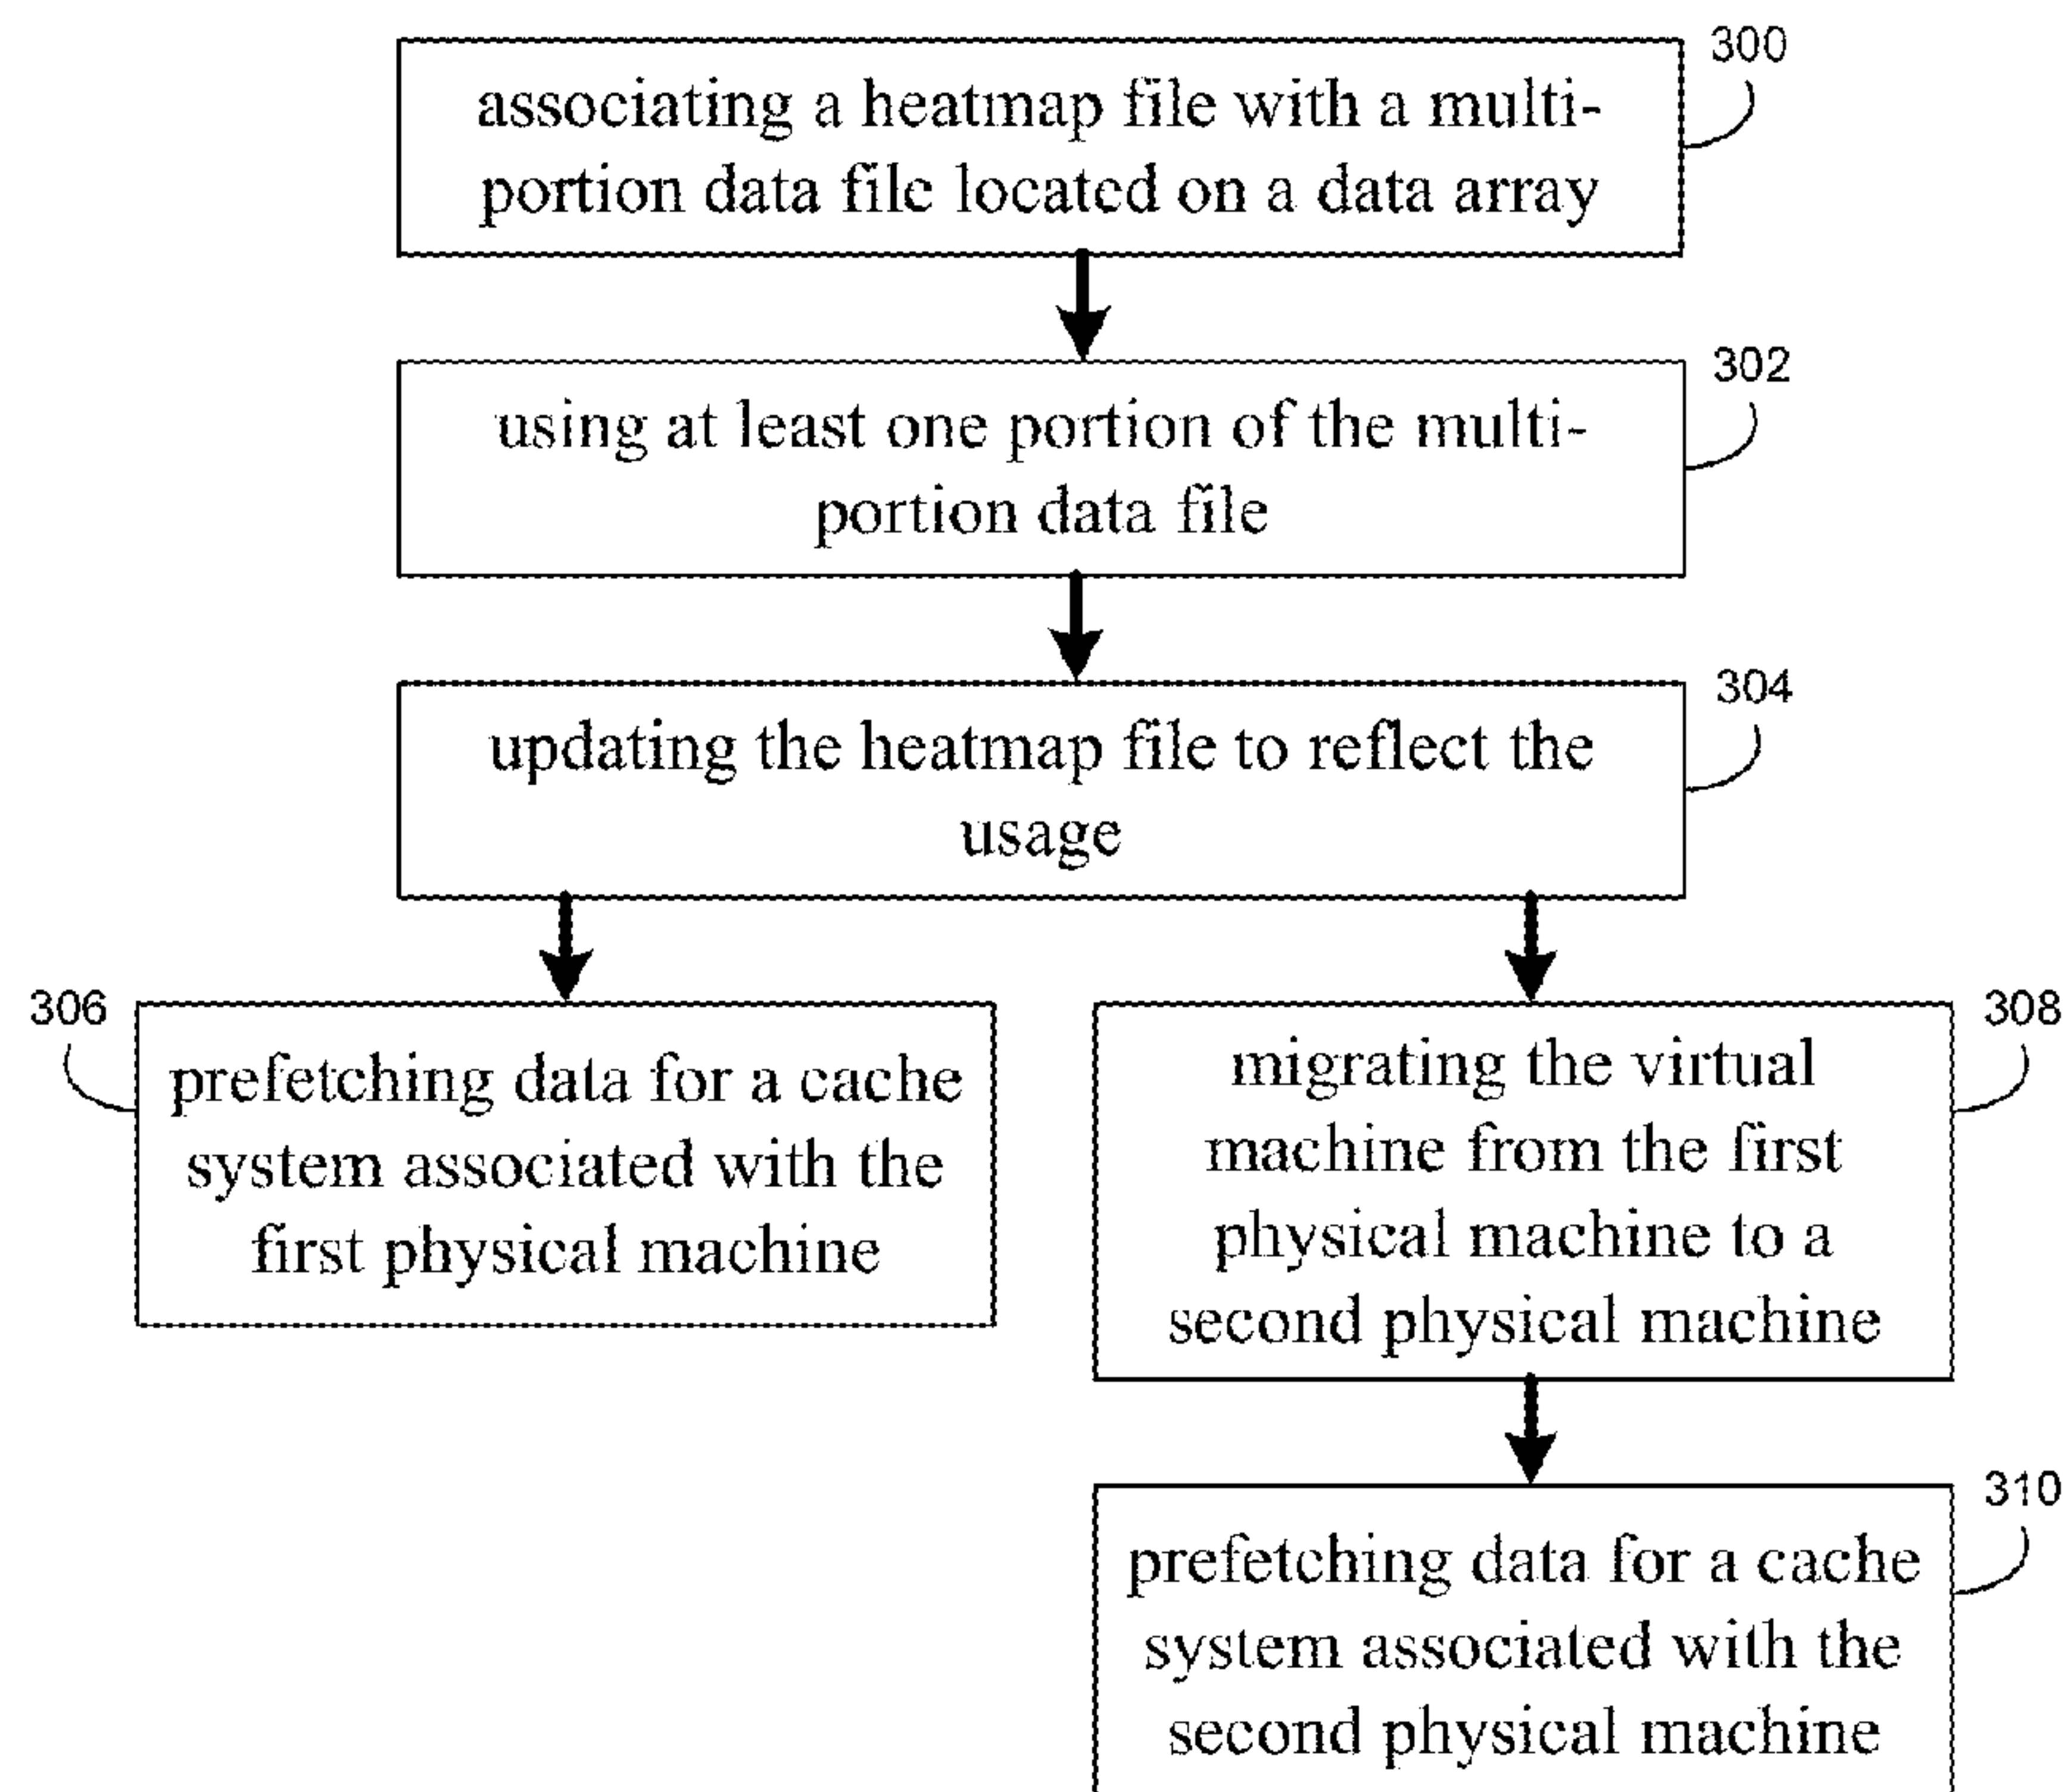 300
associating a heatmap file with a multi-
portion data file located on a data array
302
using at least one portion of the multi-
portion data file
304
updating the heatmap file to reflect the
usage
306
prefetching data for a cache
system associated with the
first physical machine
308
migrating the virtual
machine from the first
physical machine to a
second physical machine
310
prefetching data for a cache
system associated with the
second physical machine